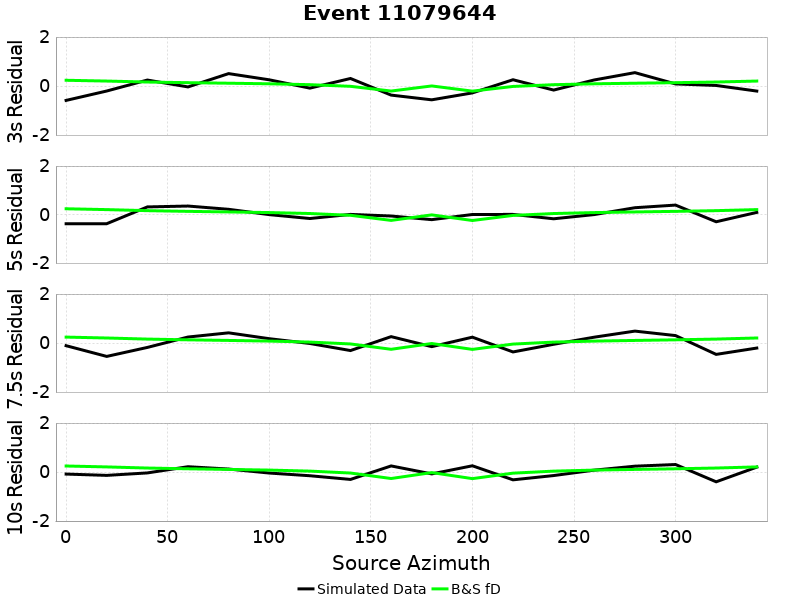 Event 11079644
3s Residual
2
0
-2
5s Residual
2
0
-2
7.5s Residual
2
0
-2
10s Residual
2
0
-2
0 50 100 150 200 250 300
Source Azimuth
Simulated Data B&S fD